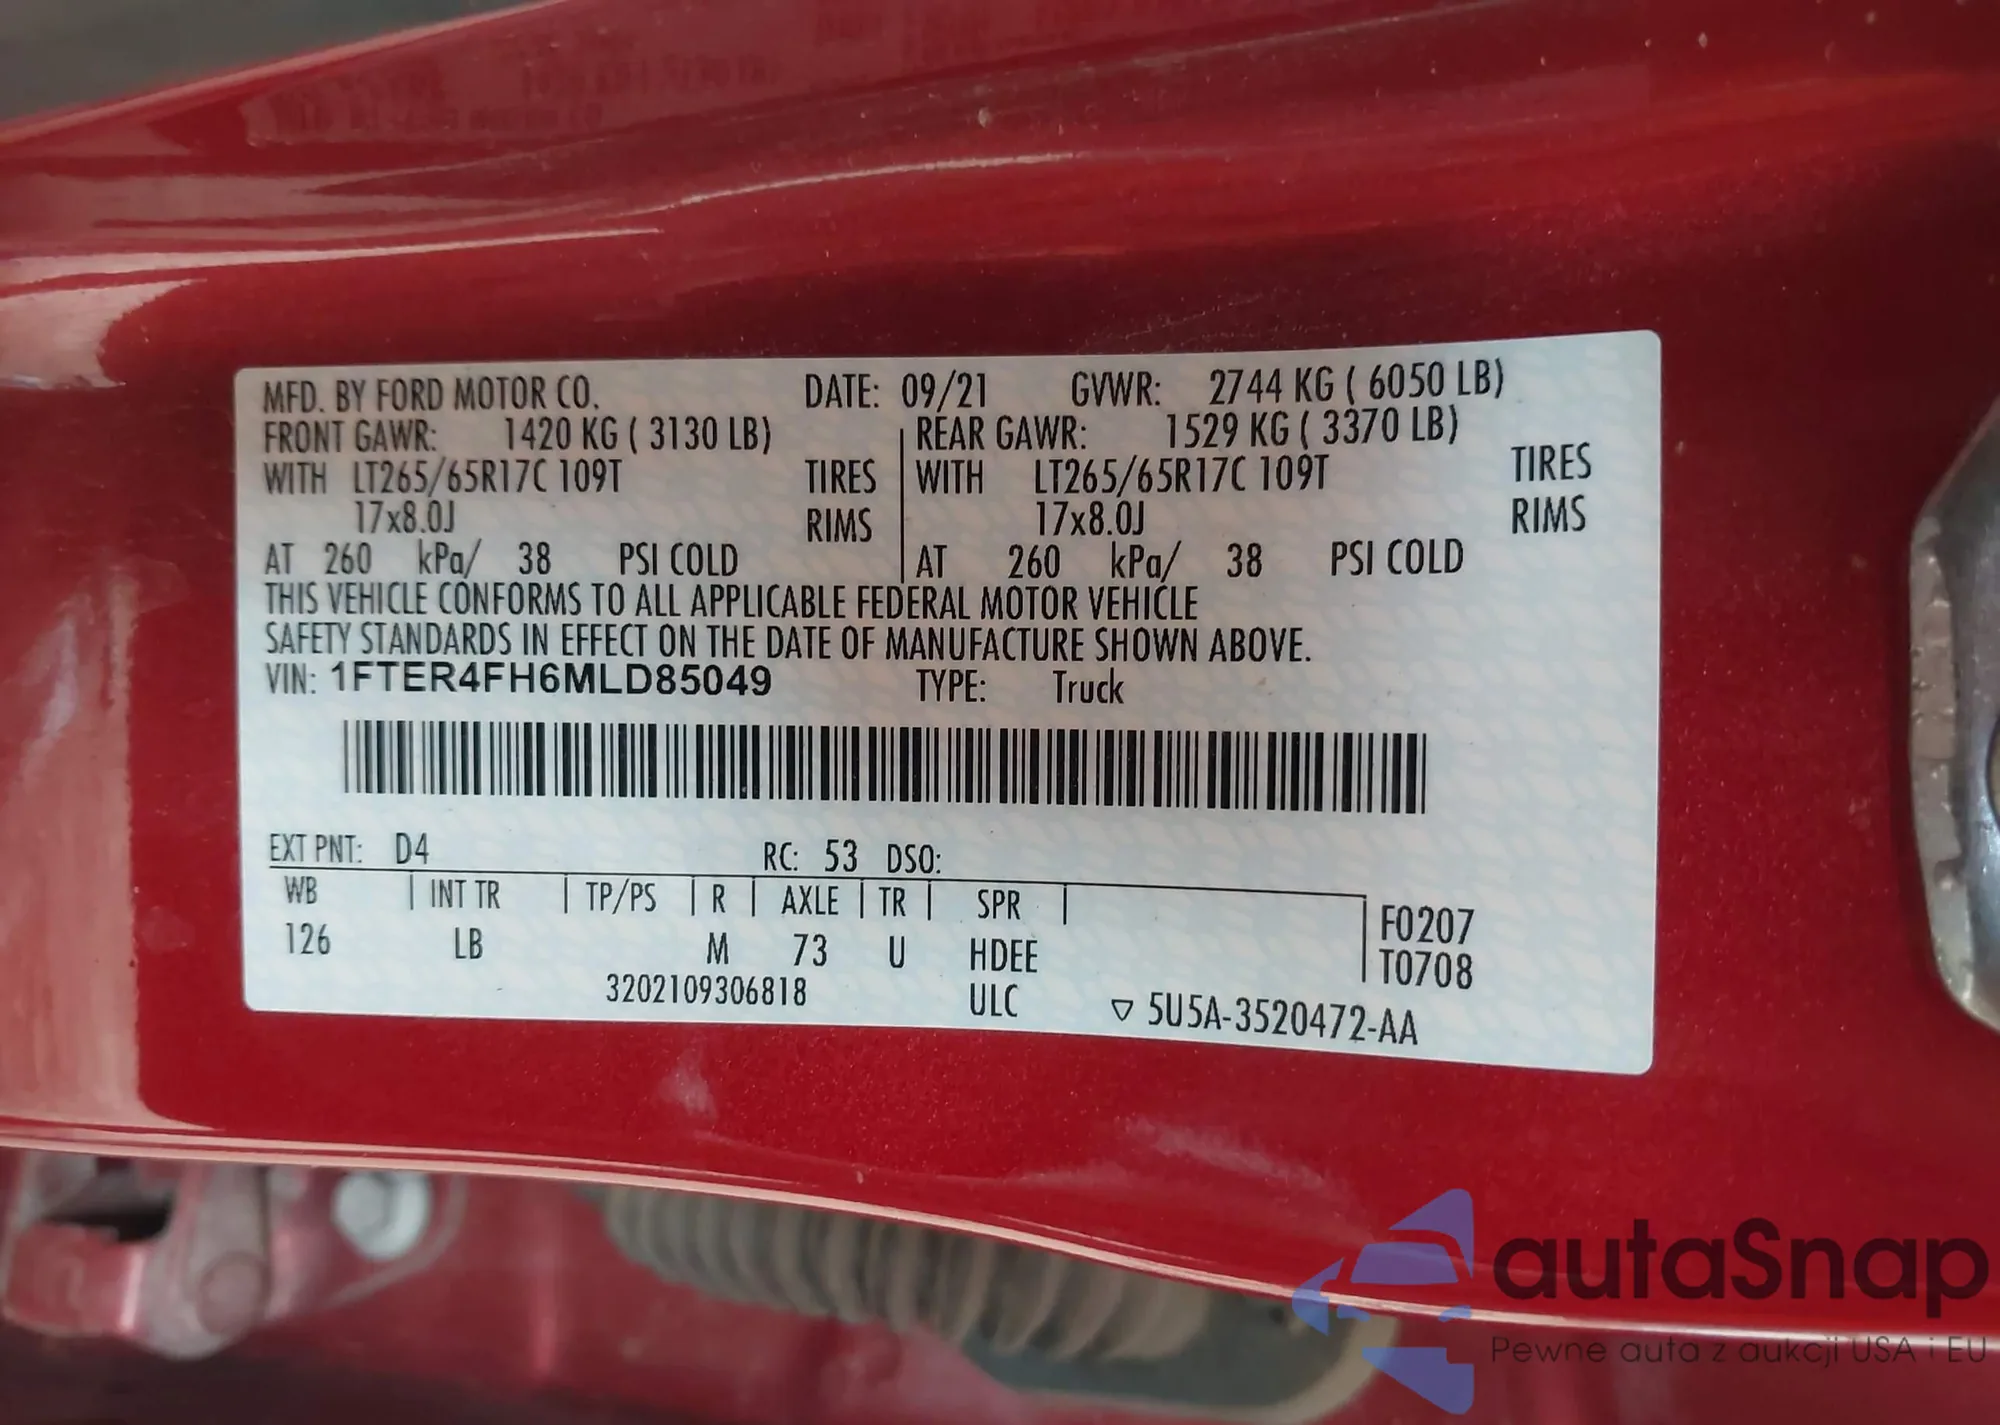 MFD. BY FORD MOTOR CO. DATE: 09/21 GVWR: 2744 KG ( 6050 LB)
FRONT GAWR: 1420 KG ( 3130 LB) REAR GAWR: 1529 KG ( 3370 LB)
WITH LT265/65R17C 109T TIRES WITH LT265/65R17C 109T TIRES
17x8.0J RIMS 17x8.0J RIMS
AT 260 kPa/ 38 PSI COLD AT 260 kPa/ 38 PSI COLD
THIS VEHICLE CONFORMS TO ALL APPLICABLE FEDERAL MOTOR VEHICLE
SAFETY STANDARDS IN EFFECT ON THE DATE OF MANUFACTURE SHOWN ABOVE.
VIN: 1FTER4FH6MLD85049 TYPE: Truck
EXT PNT: D4 RC: 53 DSO:
WB INT TR TP/PS R AXLE TR SPR F0207
126 LB M 73 U HDEE T0708
3202109306818 ULC ▽ 5U5A-3520472-AA
autaSnap
Pewne auta z aukcji USA i EU